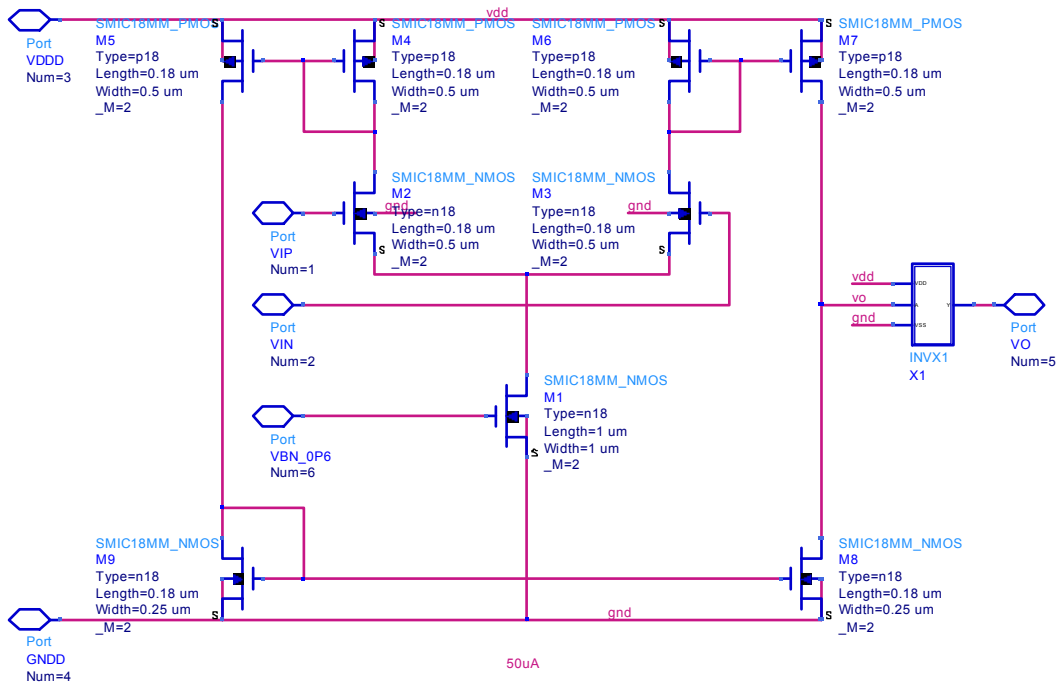 vdd
Port
VDDD
Num=3
SMIC18MM_PMOS
M5
Type=p18
Length=0.18 um
Width=0.5 um
_M=2
S
S
SMIC18MM_PMOS
M4
Type=p18
Length=0.18 um
Width=0.5 um
_M=2
SMIC18MM_PMOS
M6
Type=p18
Length=0.18 um
Width=0.5 um
_M=2
S
S
SMIC18MM_PMOS
M7
Type=p18
Length=0.18 um
Width=0.5 um
_M=2
Port
VIP
Num=1
SMIC18MM_NMOS
M2
gnd
Type=n18
Length=0.18 um
Width=0.5 um
_M=2
S
SMIC18MM_NMOS
M3
gnd
Type=n18
Length=0.18 um
Width=0.5 um
_M=2
S
Port
VIN
Num=2
vdd
vo
gnd
VDD
A
VSS
Y
INVX1
X1
Port
VO
Num=5
SMIC18MM_NMOS
M1
Type=n18
Length=1 um
Width=1 um
_M=2
S
Port
VBN_0P6
Num=6
SMIC18MM_NMOS
M9
Type=n18
Length=0.18 um
Width=0.25 um
_M=2
S
SMIC18MM_NMOS
M8
Type=n18
Length=0.18 um
Width=0.25 um
_M=2
S
gnd
Port
GNDD
Num=4
50uA